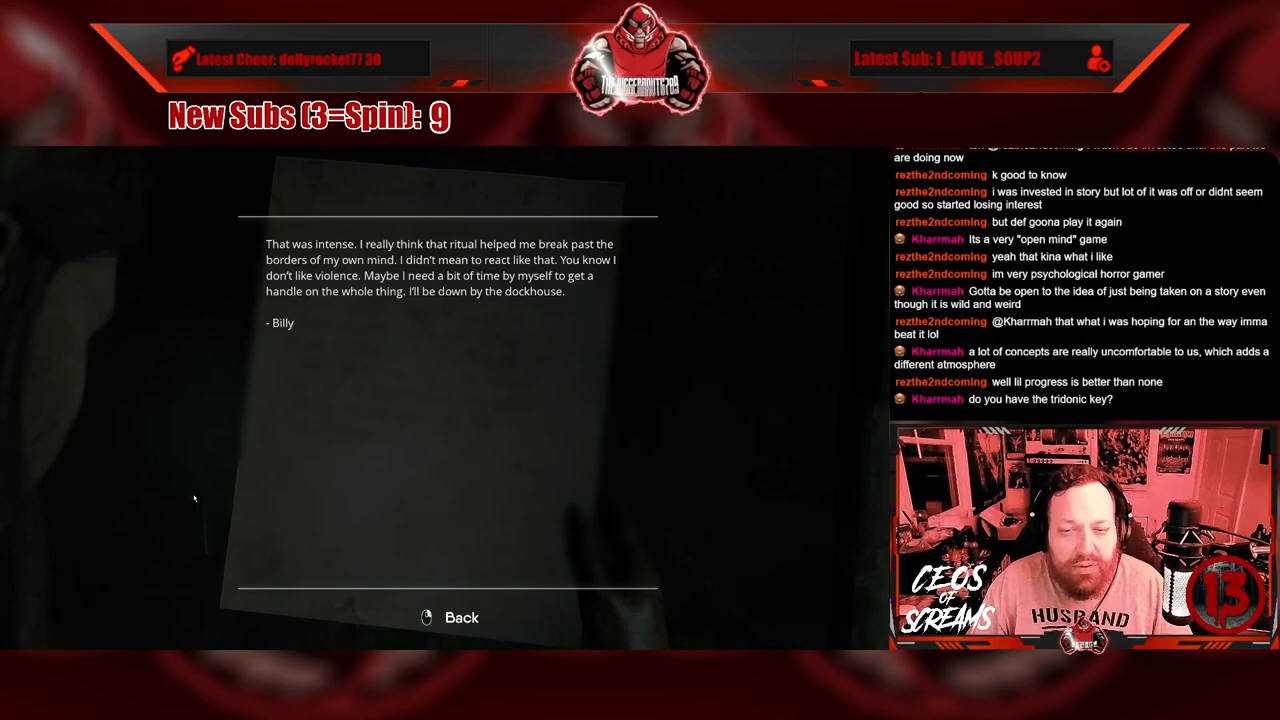 Latest Cheer: dollyrocket77 30
THEJUGGERNAUT6789
Latest Sub: I_LOVE_SOUP2
New Subs (3=Spin): 9
That was intense. I really think that ritual helped me break past the
borders of my own mind. I didn't mean to react like that. You know I
don't like violence. Maybe I need a bit of time by myself to get a
handle on the whole thing. I'll be down by the dockhouse.
- Billy
Back
are doing now
rezthe2ndcoming k good to know
rezthe2ndcoming i was invested in story but lot of it was off or didnt seem
good so started losing interest
rezthe2ndcoming but def goona play it again
Kharrmah Its a very "open mind" game
rezthe2ndcoming yeah that kina what i like
rezthe2ndcoming im very psychological horror gamer
Kharrmah Gotta be open to the idea of just being taken on a story even
though it is wild and weird
rezthe2ndcoming @Kharrmah that what i was hoping for an the way imma
beat it lol
Kharrmah a lot of concepts are really uncomfortable to us, which adds a
different atmosphere
rezthe2ndcoming well lil progress is better than none
Kharrmah do you have the tridonic key?
CEOS
OF
SCREAMS
HUSBAND
13